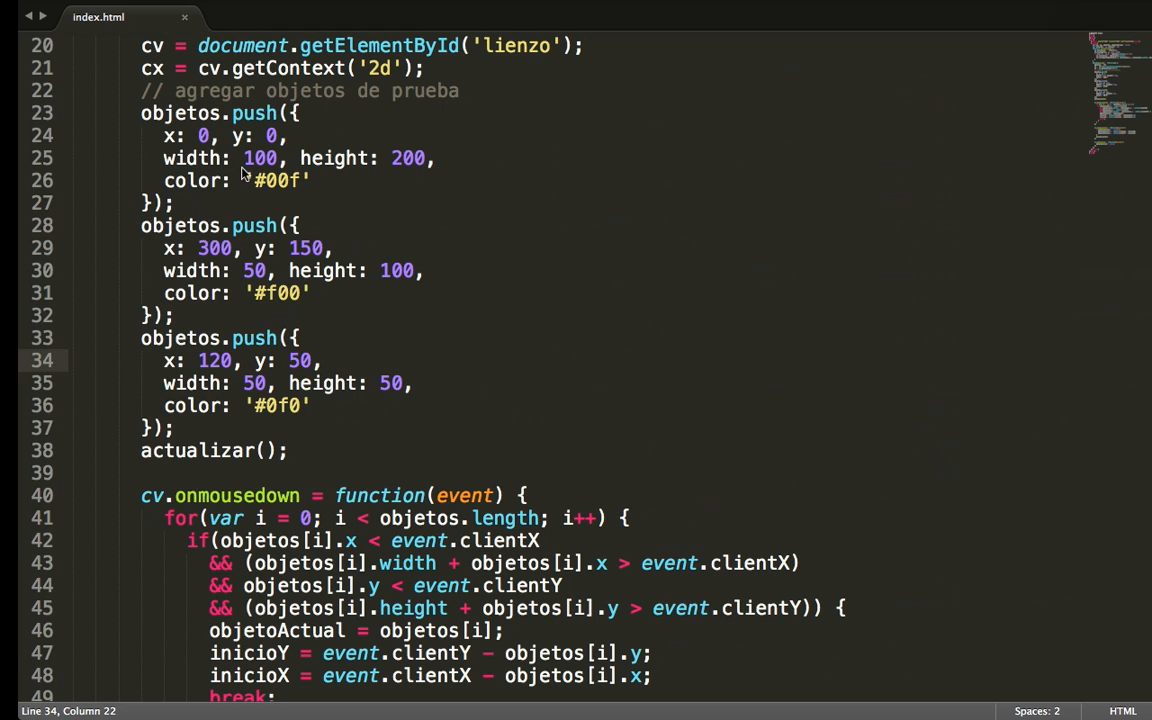 index.html
20 cv = document.getElementById('lienzo');
21 cx = cv.getContext('2d');
22 // agregar objetos de prueba
23 objetos.push({
24 x: 0, y: 0,
25 width: 100, height: 200,
26 color: '#00f'
27 });
28 objetos.push({
29 x: 300, y: 150,
30 width: 50, height: 100,
31 color: '#f00'
32 });
33 objetos.push({
34 x: 120, y: 50,
35 width: 50, height: 50,
36 color: '#0f0'
37 });
38 actualizar();
39
40 cv.onmousedown = function(event) {
41 for(var i = 0; i < objetos.length; i++) {
42 if(objetos[i].x < event.clientX
43 && (objetos[i].width + objetos[i].x > event.clientX)
44 && objetos[i].y < event.clientY
45 && (objetos[i].height + objetos[i].y > event.clientY)) {
46 objetoActual = objetos[i];
47 inicioY = event.clientY - objetos[i].y;
48 inicioX = event.clientX - objetos[i].x;
49 break;
Line 34, Column 22 Spaces: 2 HTML